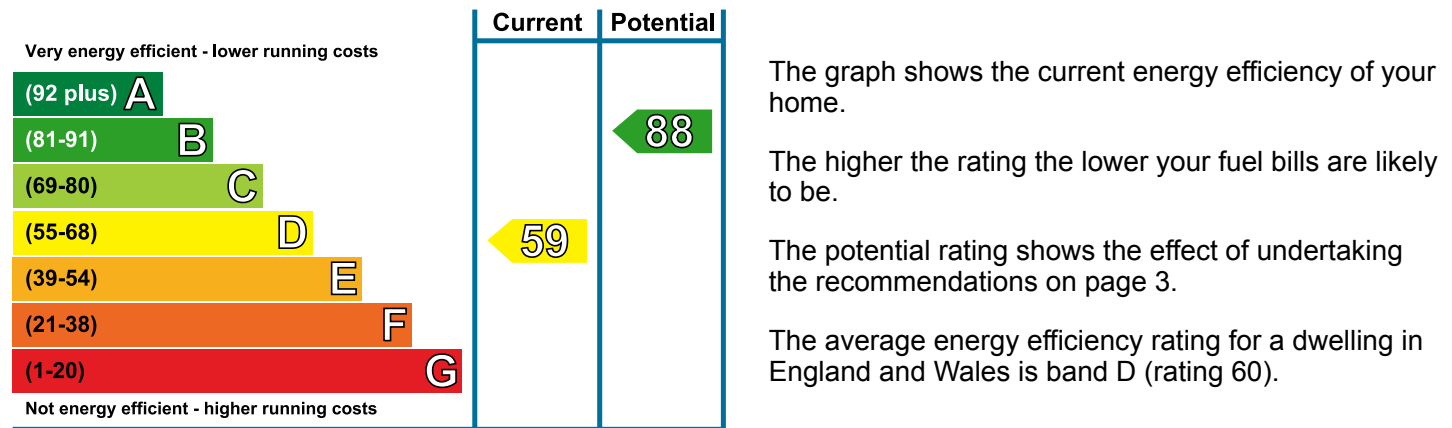 Current Potential
Very energy efficient - lower running costs
(92 plus) A
(81-91) B
88
(69-80) C
(55-68) D
59
(39-54) E
(21-38) F
(1-20) G
Not energy efficient - higher running costs
The graph shows the current energy efficiency of your
home.
The higher the rating the lower your fuel bills are likely
to be.
The potential rating shows the effect of undertaking
the recommendations on page 3.
The average energy efficiency rating for a dwelling in
England and Wales is band D (rating 60).